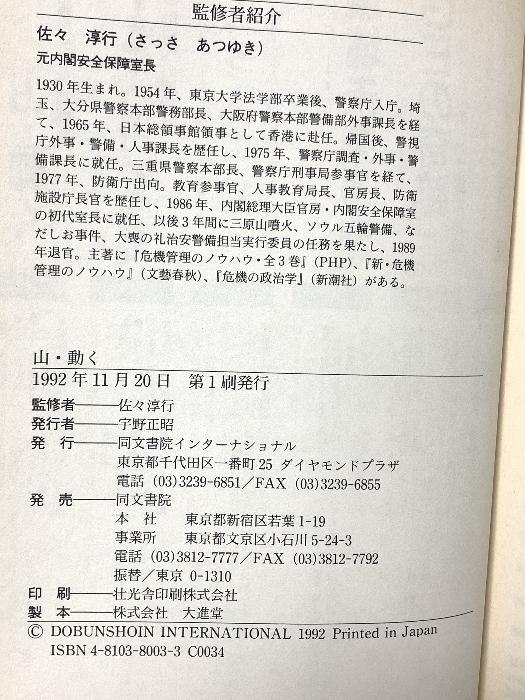 監修者紹介
佐々　淳行（さっさ　あつゆき）
元内閣安全保障室長
1930年生まれ。1954年、東京大学法学部卒業後、警察庁入庁。埼
玉、大分県警察本部警務部長、大阪府警察本部警備部外事課長を経
て、1965年、日本総領事館領事として香港に赴任。帰国後、警視
庁外事・警備・人事課長を歴任し、1975年、警察庁調査・外事・警
備課長に就任。三重県警察本部長、警察庁刑事局参事官を経て、
1977年、防衛庁出向。教育参事官、人事教育局長、官房長、防衛
施設庁長官を歴任し、1986年、内閣総理大臣官房・内閣安全保障室
の初代室長に就任、以後3年間に三原山噴火、ソウル五輪警備、な
だしお事件、大喪の礼治安警備担当実行委員の任務を果たし、1989
年退官。主著に『危機管理のノウハウ・全3巻』(PHP)、『新・危機
管理のノウハウ』(文藝春秋)、『危機の政治学』(新潮社)がある。
山・動く
1992年11月20日　第1刷発行
監修者――佐々淳行
発行者――宇野正昭
発　行――同文書院インターナショナル
東京都千代田区一番町25 ダイヤモンドプラザ
電話 (03)3239-6851／FAX (03)3239-6855
発　売――同文書院
本　社　　東京都新宿区若葉1-19
事業所　　東京都文京区小石川5-24-3
電話 (03)3812-7777／FAX (03)3812-7792
振替／東京 0-1310
印　刷――壮光舎印刷株式会社
製　本――株式会社　大進堂
© DOBUNSHOIN INTERNATIONAL 1992 Printed in Japan
ISBN 4-8103-8003-3 C0034